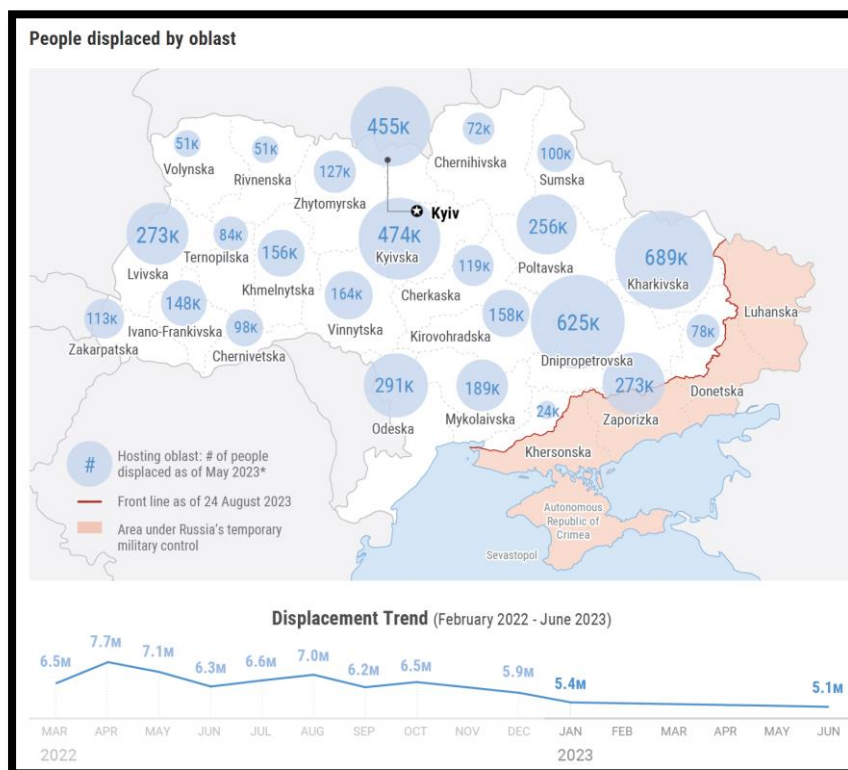 People displaced by oblast
455K
72K
Chernihivska
51K
Volynska
51K
Rivnenska
127K
Zhytomyrska
100K
Sumska
Kyiv
273K
Lvivska
84K
Ternopilska
156K
Khmelnytska
474K
Kyivska
256K
Poltavska
689K
Kharkivska
119K
Cherkaska
113K
Zakarpatska
148K
Ivano-Frankivska
98K
Chernivetska
164K
Vinnytska
158K
Kirovohradska
625K
Dnipropetrovska
78K
Luhanska
Donetska
291K
Odeska
189K
Mykolaivska
24K
Khersonska
273K
Zaporizka
Autonomous
Republic of
Crimea
Sevastopol
# Hosting oblast: # of people
displaced as of May 2023*
Front line as of 24 August 2023
Area under Russia's temporary
military control
Displacement Trend (February 2022 - June 2023)
6.5M 7.7M 7.1M 6.3M 6.6M 7.0M 6.2M 6.5M 5.9M 5.4M 5.1M
MAR APR MAY JUN JUL AUG SEP OCT NOV DEC JAN FEB MAR APR MAY JUN
2022 2023